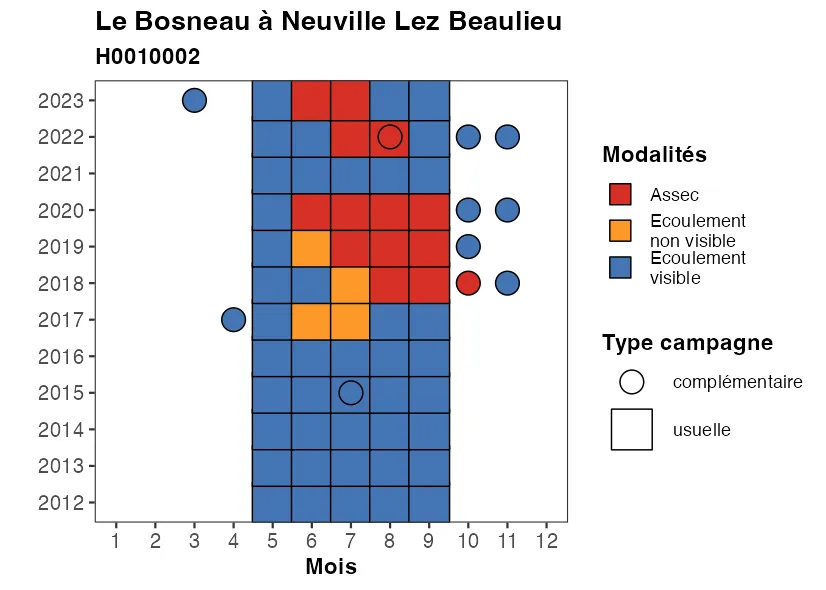 Le Bosneau à Neuville Lez Beaulieu
H0010002
2023
2022
2021
2020
2019
2018
2017
2016
2015
2014
2013
2012
1 2 3 4 5 6 7 8 9 10 11 12
Mois
Modalités
Assec
Ecoulement
non visible
Ecoulement
visible
Type campagne
complémentaire
usuelle